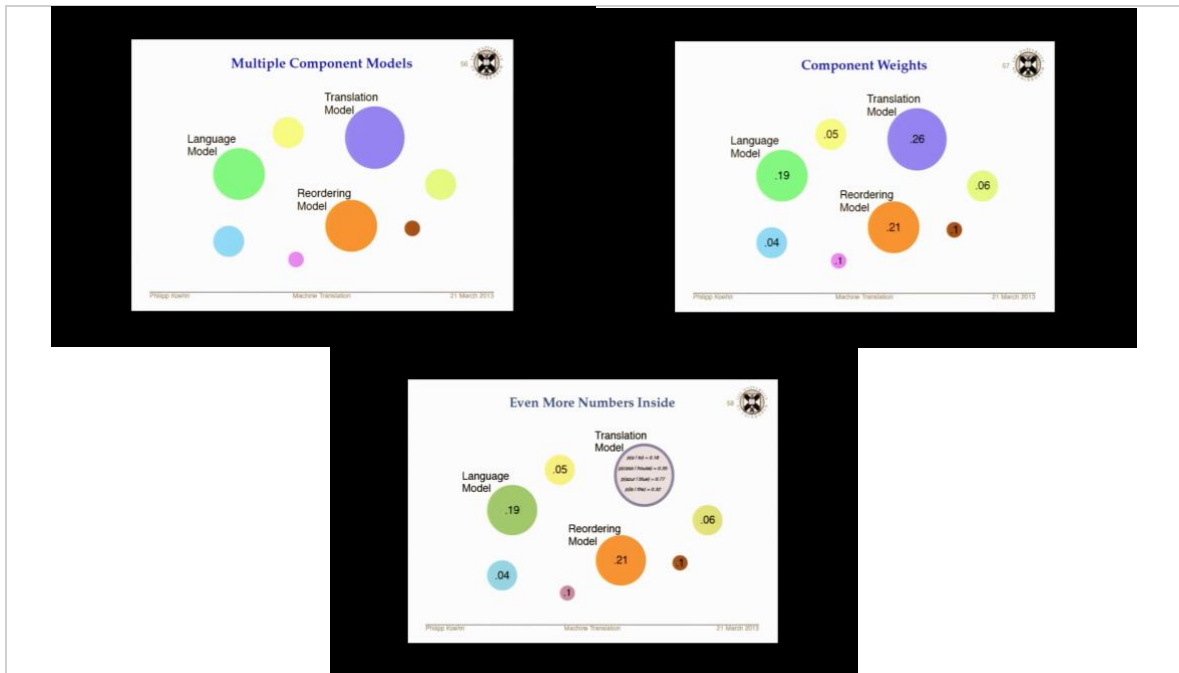 Multiple Component Models
56
Translation
Model
Language
Model
Reordering
Model
Philipp Koehn
Machine Translation
21 March 2013
Component Weights
57
Translation
Model
.05
.26
Language
Model
.19
.06
Reordering
Model
.21
.1
.04
.1
Philipp Koehn
Machine Translation
21 March 2013
Even More Numbers Inside
Translation
Model
.05
Language
Model
.19
.06
Reordering
Model
.21
.1
.04
.1
Philipp Koehn
Machine Translation
21 March 2013